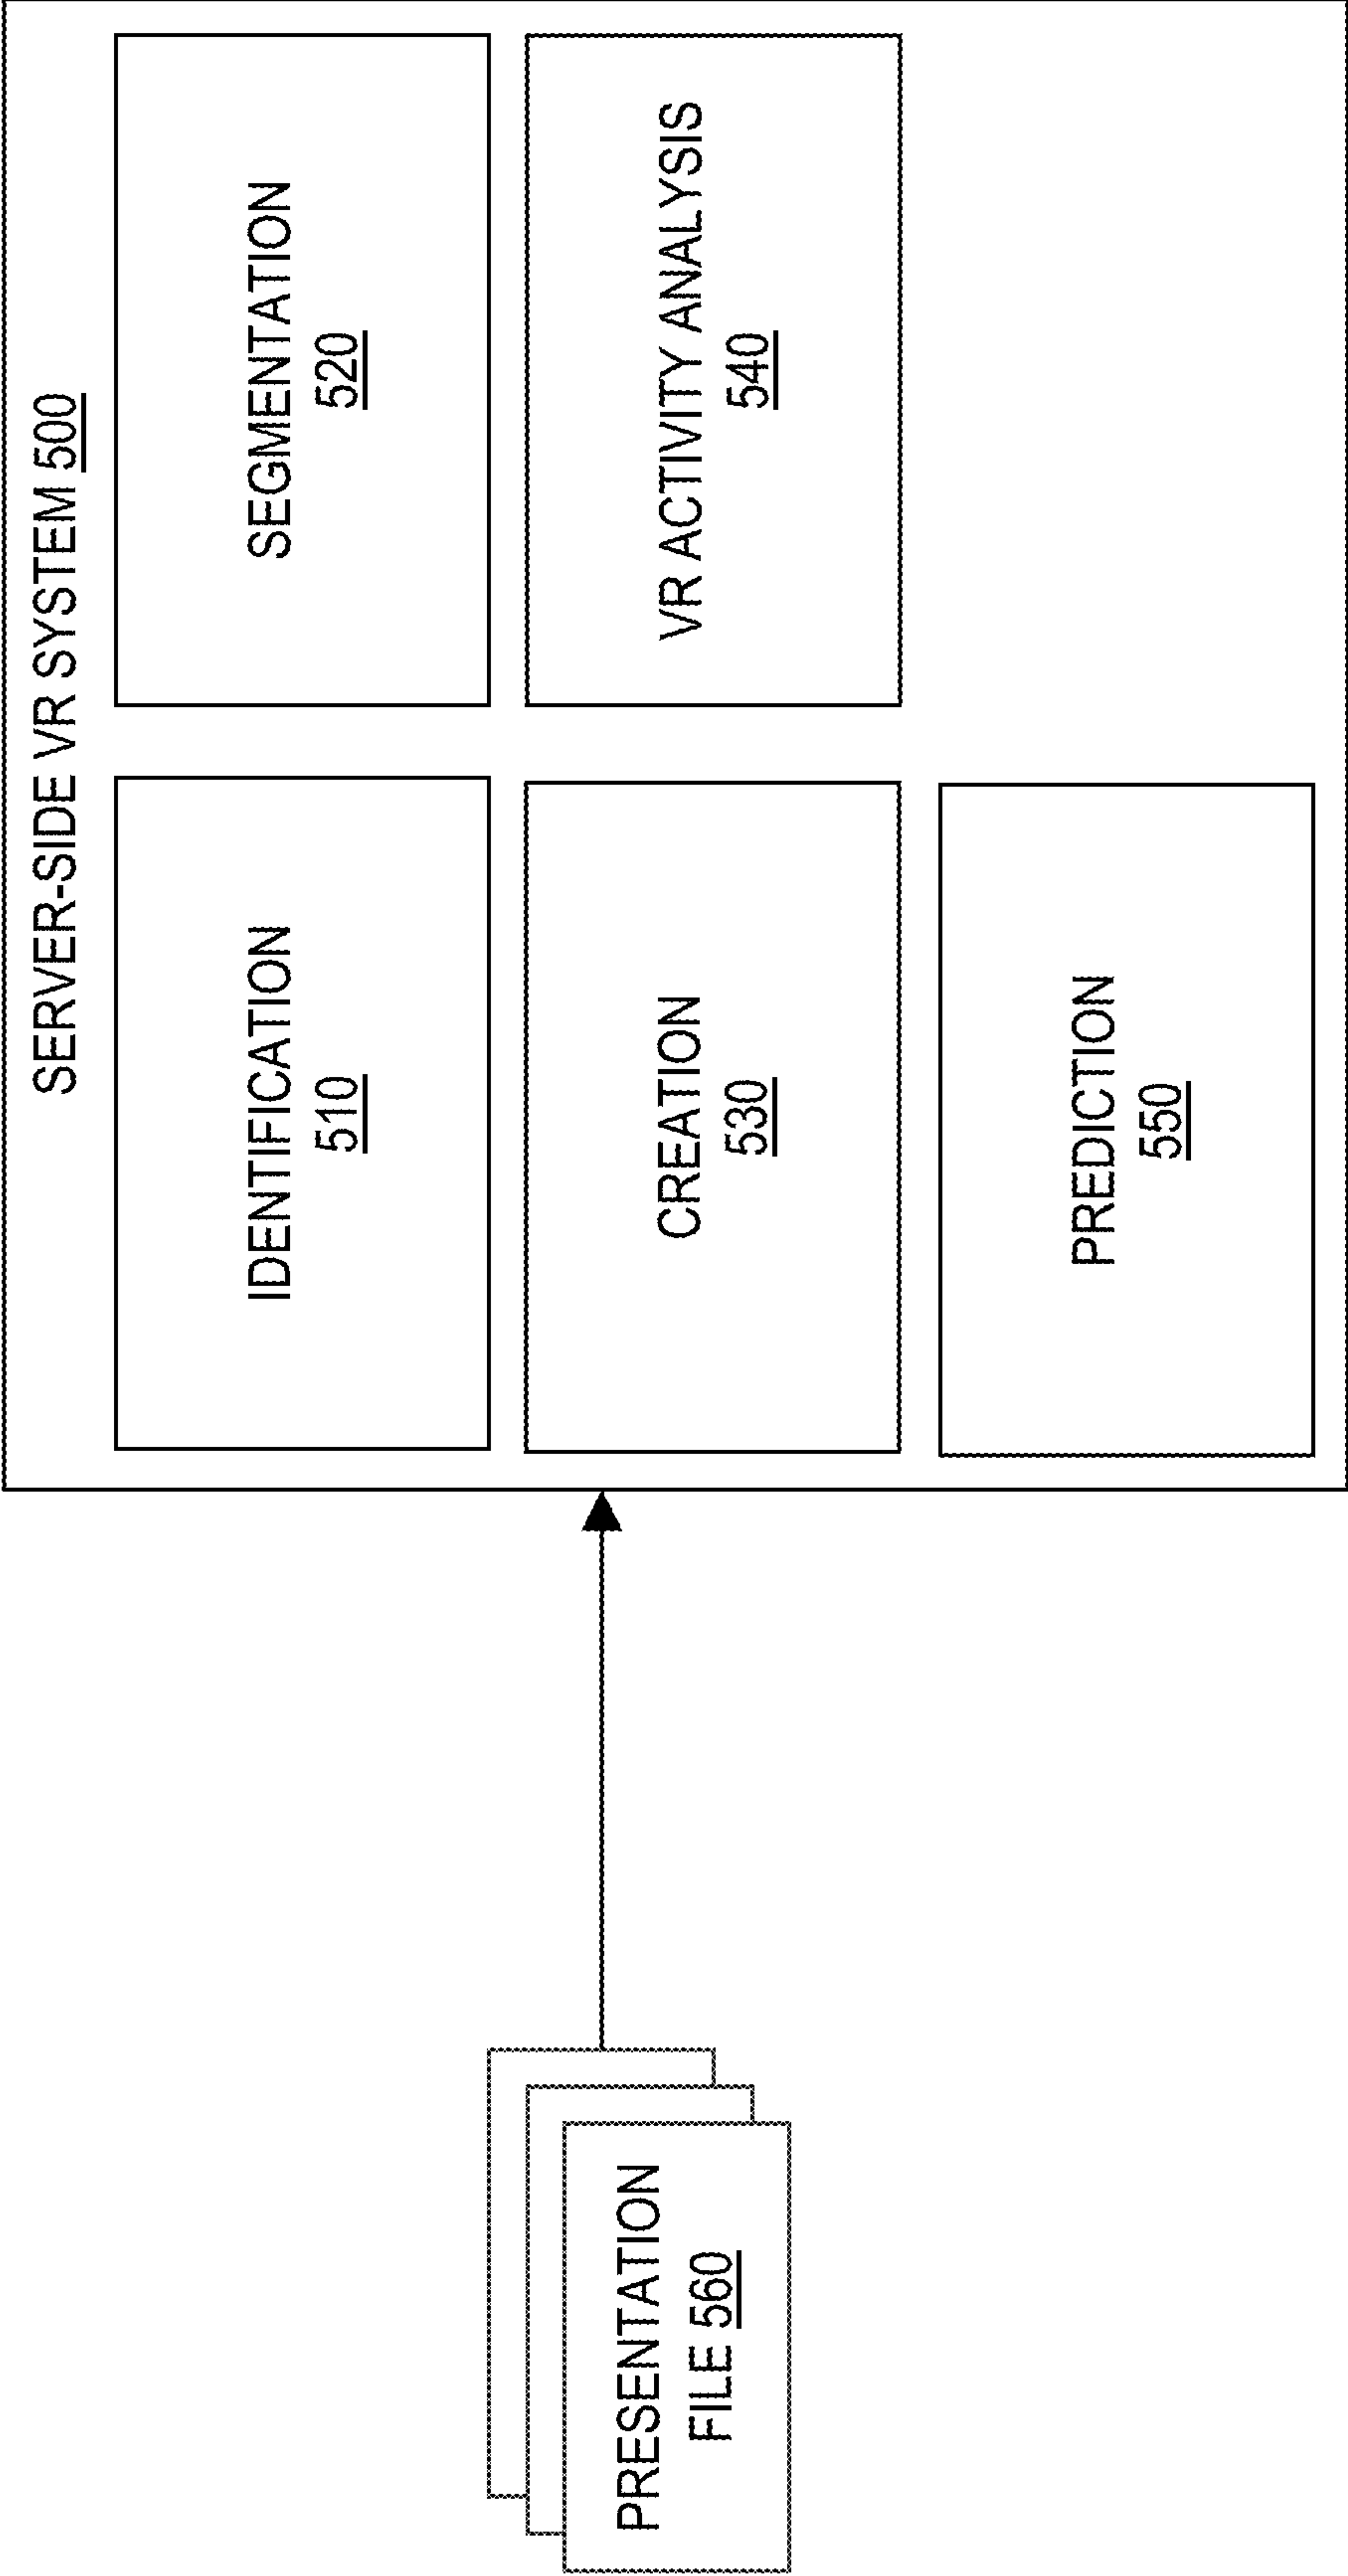 SERVER-SIDE VR SYSTEM 500
IDENTIFICATION
510
SEGMENTATION
520
CREATION
530
VR ACTIVITY ANALYSIS
540
PREDICTION
550
PRESENTATION
FILE 560